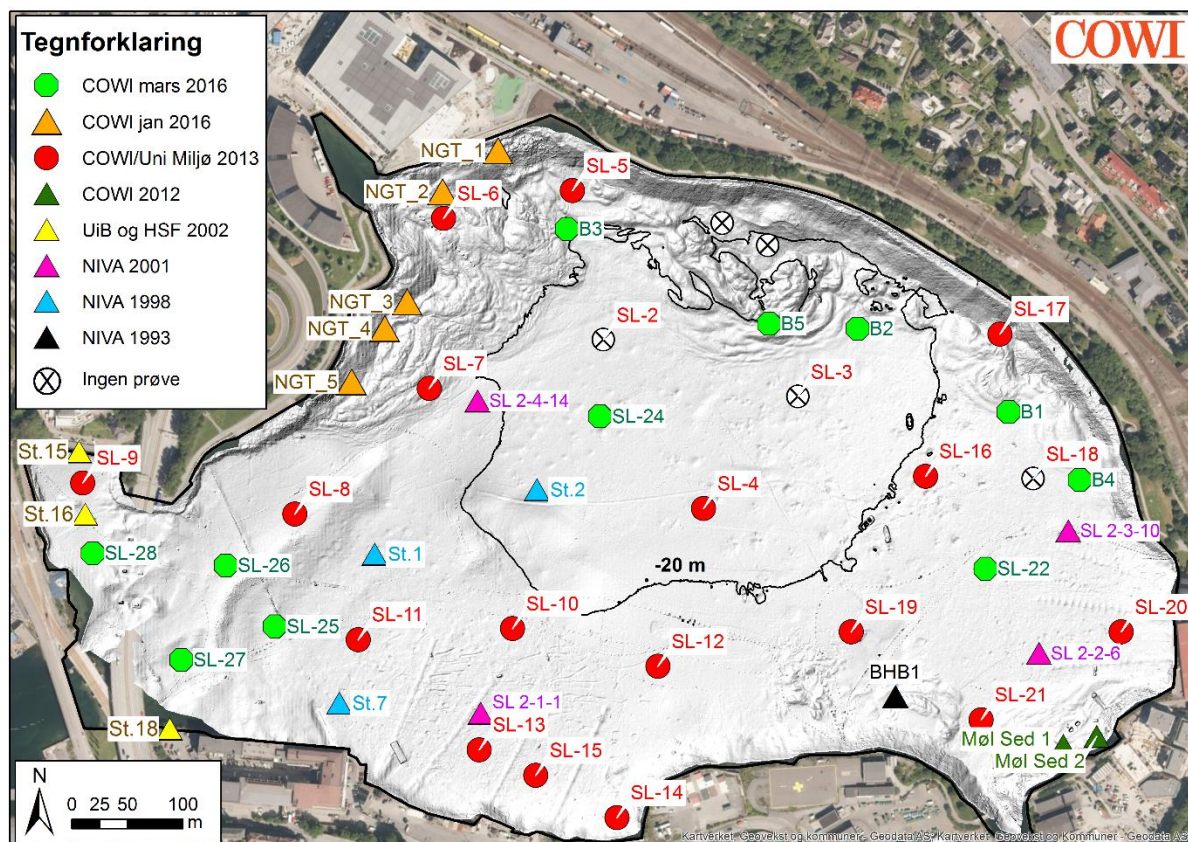 Tegnforklaring
COWI mars 2016
COWI jan 2016
COWI/Uni Miljø 2013
COWI 2012
UiB og HSF 2002
NIVA 2001
NIVA 1998
NIVA 1993
Ingen prøve
COWI
NGT_1
NGT_2
SL-6
SL-5
B3
NGT_3
NGT_4
SL-2
B5
B2
SL-17
NGT_5
SL-7
SL 2-4-14
SL-3
SL-24
B1
St.15
SL-9
SL-8
St.2
SL-4
SL-16
SL-18
B4
St.16
SL 2-3-10
SL-28
SL-26
St.1
-20 m
SL-22
SL-25
SL-11
SL-10
SL-19
SL-20
SL-27
SL-12
SL 2-2-6
BHB1
St.18
St.7
SL 2-1-1
SL-13
SL-21
Møl Sed 1
Møl Sed 2
SL-15
SL-14
N
0 25 50 100
m
Kartverket, Geovekst og kommuner - Geodata AS, Kartverket, Geovekst og Kommuner - Geodata AS